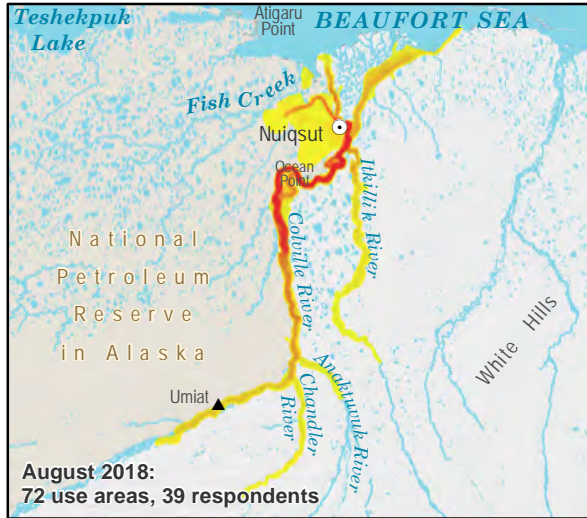 Teshekpuk
Lake
Atigaru
Point
BEAUFORT SEA
Fish Creek
Nuiqsut
Ocean
Point
Itkillik River
Colville River
National
Petroleum
Reserve
in Alaska
White Hills
Umiat
Chandler
River
Anaktuvuk River
August 2018:
72 use areas, 39 respondents